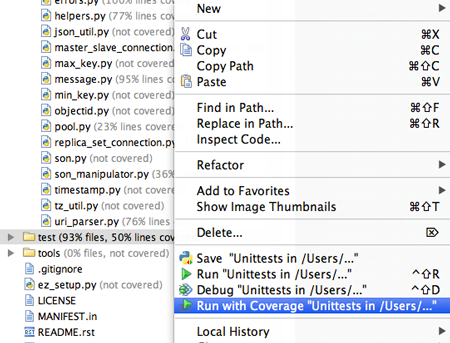 errors.py (100% lines
helpers.py (77% lines
json_util.py (not covered)
master_slave_connection.
max_key.py (not covered)
message.py (95% lines
min_key.py (not covered)
objectid.py (not covered)
pool.py (23% lines covered
replica_set_connection.py
son.py (not covered)
son_manipulator.py (36%
timestamp.py (not covered)
tz_util.py (not covered)
uri_parser.py (76% lines
test (93% files, 50% lines cov
tools (0% files, not covered)
.gitignore
ez_setup.py (not covered)
LICENSE
MANIFEST.in
README.rst
New
Cut ⌘X
Copy ⌘C
Copy Path ⌘⇧C
Paste ⌘V
Find in Path... ⌘⇧F
Replace in Path... ⌘⇧R
Inspect Code...
Refactor
Add to Favorites
Show Image Thumbnails ⌘⇧T
Delete... ⌦
Save "Unittests in /Users/..."
Run "Unittests in /Users/..." ^⇧R
Debug "Unittests in /Users/..." ^⇧D
Run with Coverage "Unittests in /Users/..."
Local History